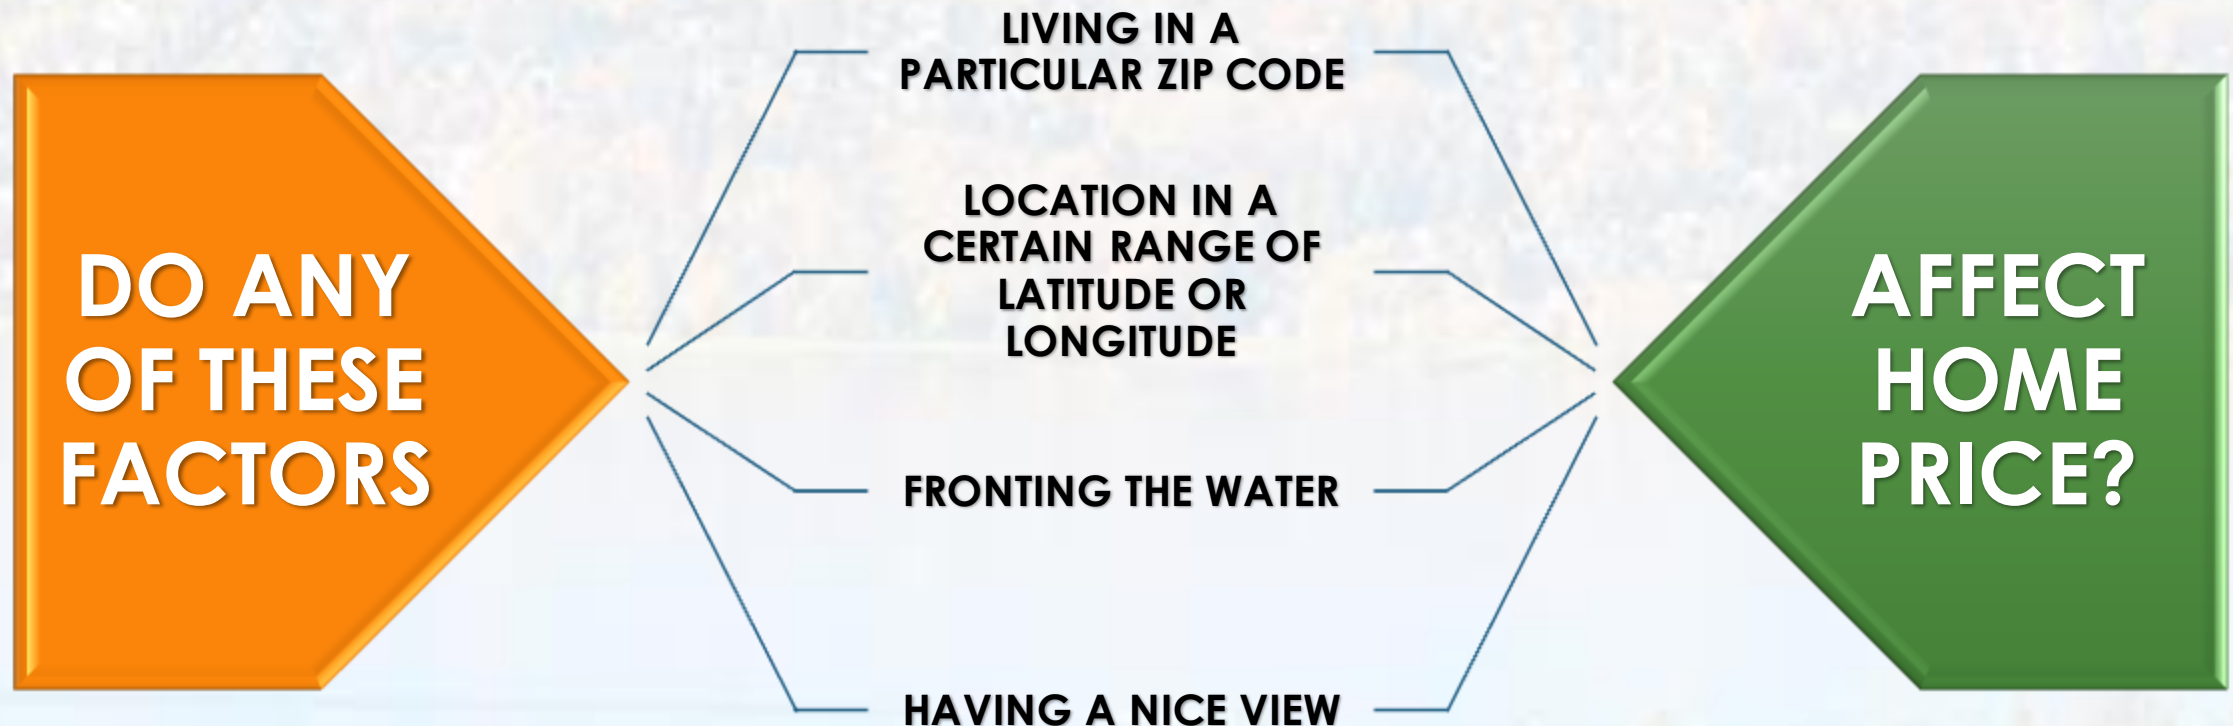 DO ANY
OF THESE
FACTORS
LIVING IN A
PARTICULAR ZIP CODE
LOCATION IN A
CERTAIN RANGE OF
LATITUDE OR
LONGITUDE
FRONTING THE WATER
HAVING A NICE VIEW
AFFECT
HOME
PRICE?